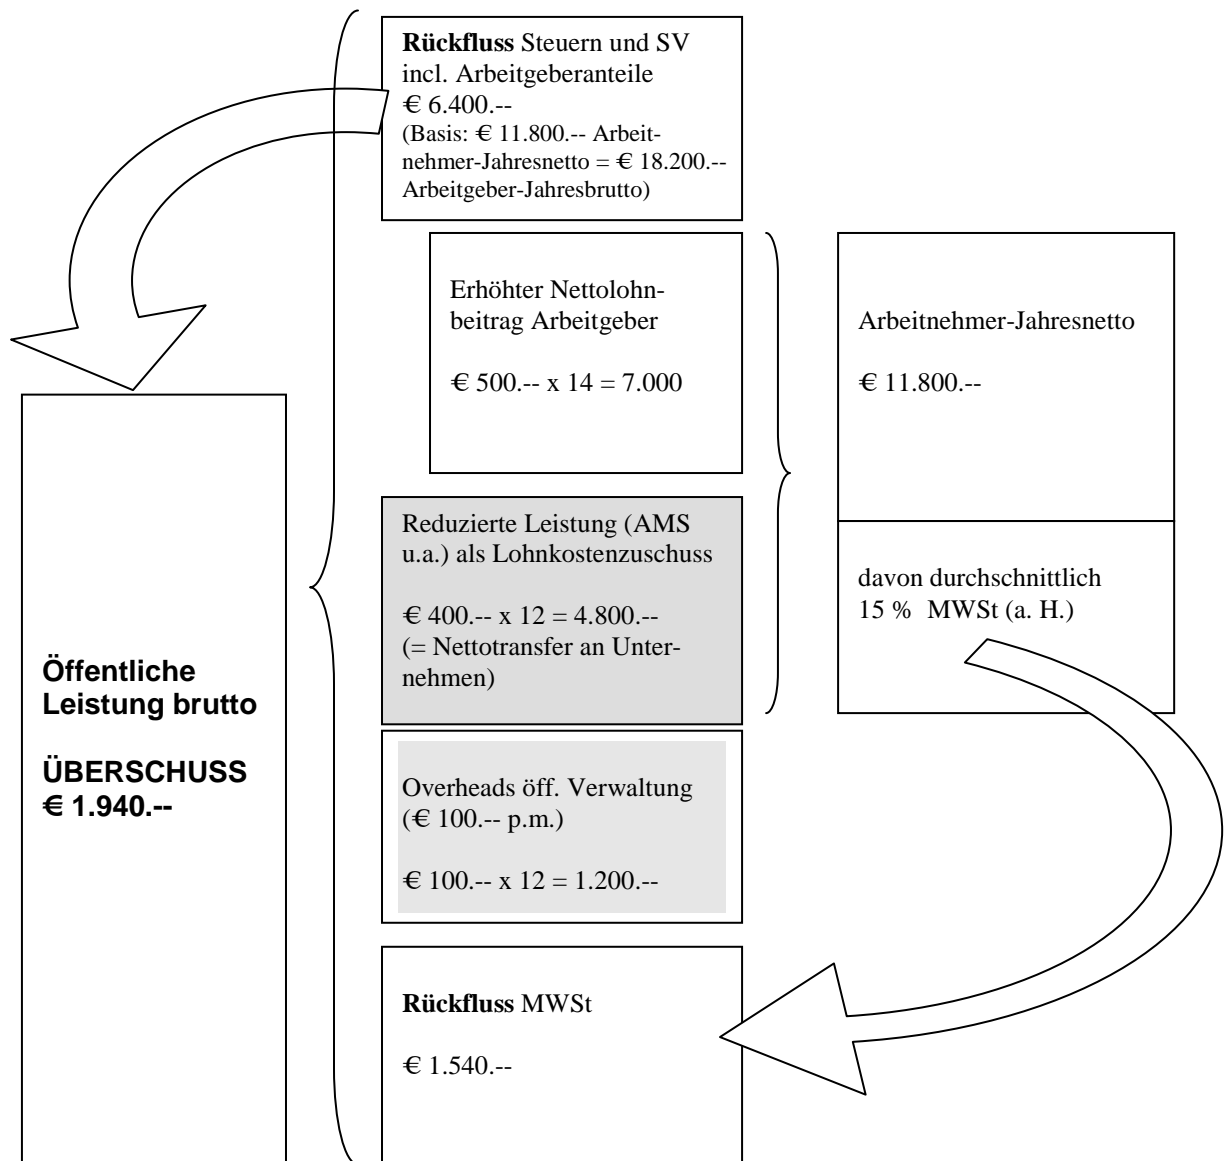 Rückfluss Steuern und SV
incl. Arbeitgeberanteile
€ 6.400.--
(Basis: € 11.800.-- Arbeit-
nehmer-Jahresnetto = € 18.200.--
Arbeitgeber-Jahresbrutto)
Erhöhter Nettolohn-
beitrag Arbeitgeber
€ 500.-- x 14 = 7.000
Arbeitnehmer-Jahresnetto
€ 11.800.--
Reduzierte Leistung (AMS
u.a.) als Lohnkostenzuschuss
€ 400.-- x 12 = 4.800.--
(= Nettotransfer an Unter-
nehmen)
davon durchschnittlich
15 % MWSt (a. H.)
Öffentliche
Leistung brutto
ÜBERSCHUSS
€ 1.940.--
Overheads öff. Verwaltung
(€ 100.-- p.m.)
€ 100.-- x 12 = 1.200.--
Rückfluss MWSt
€ 1.540.--